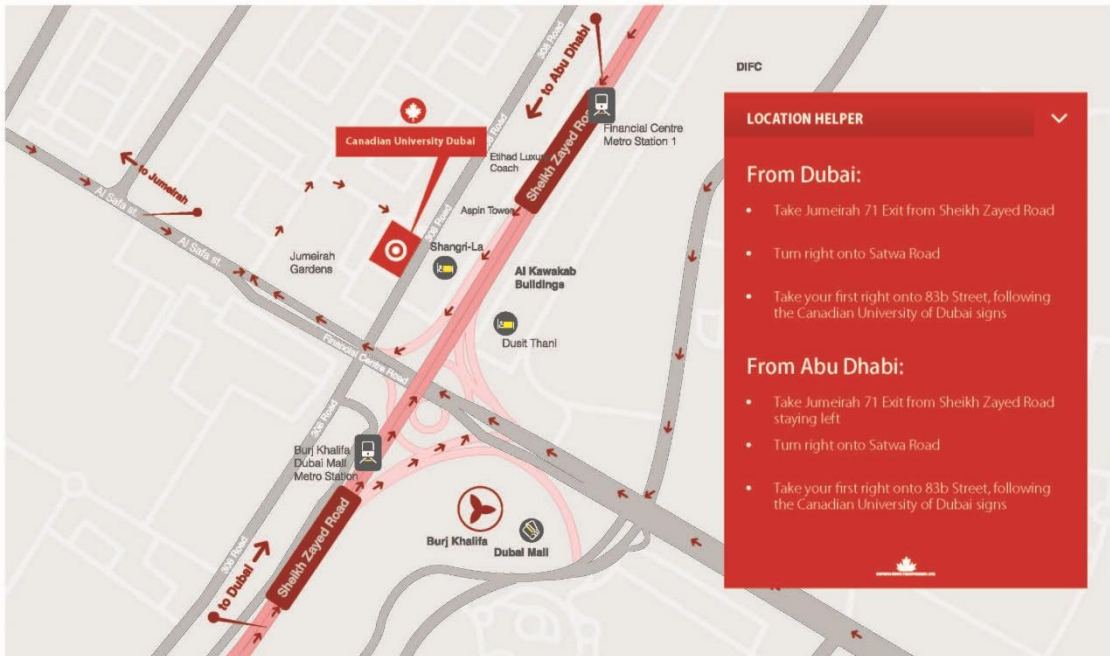 308 Road
to Abu Dhabi
DIFC
LOCATION HELPER
Financial Centre
Metro Station 1
Canadian University Dubai
Etihad Luxu
Coach
Sheikh Zayed Road
to Jumeirah
Al Safa st.
Aspin Tower
308 Road
From Dubai:
• Take Jumeirah 71 Exit from Sheikh Zayed Road
• Turn right onto Satwa Road
• Take your first right onto 83b Street, following
the Canadian University of Dubai signs
Al Safa st.
Jumeirah
Gardens
Shangri-La
Al Kawakab
Buildings
Dusit Thani
Financial Centre Road
From Abu Dhabi:
• Take Jumeirah 71 Exit from Sheikh Zayed Road
staying left
• Turn right onto Satwa Road
• Take your first right onto 83b Street, following
the Canadian University of Dubai signs
308 Road
Burj Khalifa
Dubai Mall
Metro Station
Sheikh Zayed Road
Burj Khalifa
Dubai Mall
308 Road
to Dubai